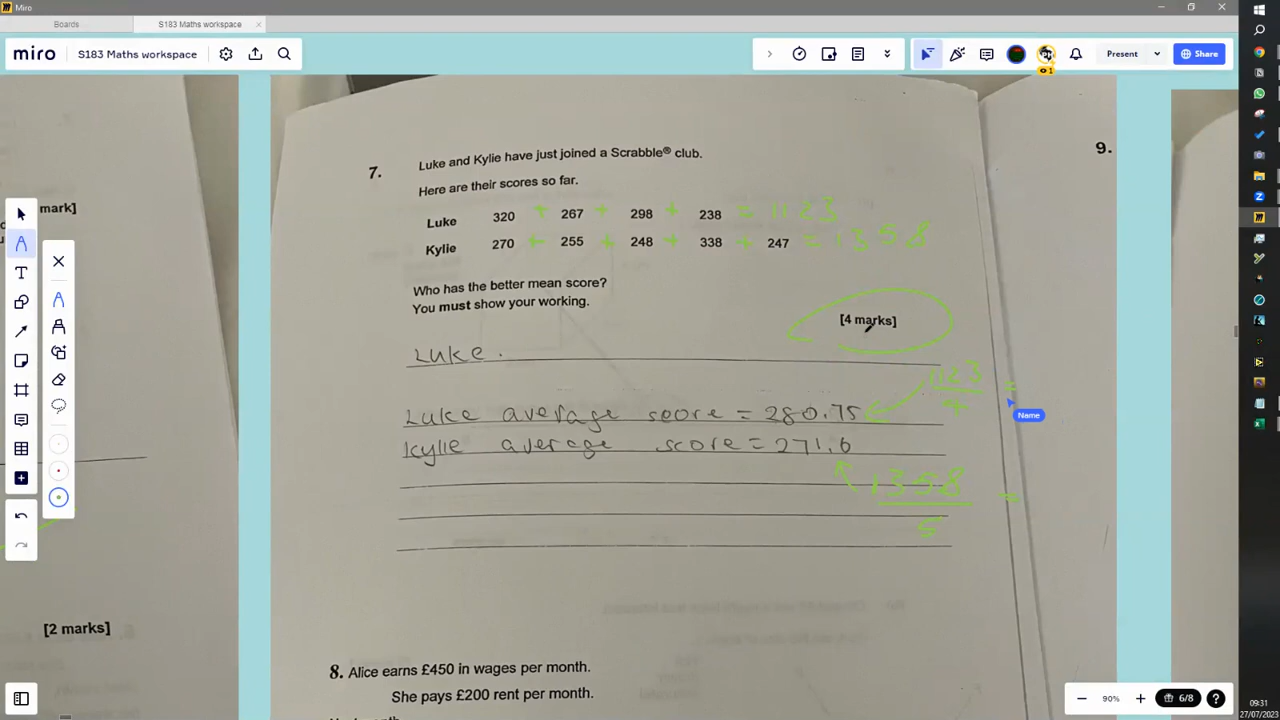 Miro
Boards
S183 Maths workspace
miro
S183 Maths workspace
Present
Share
mark]
[2 marks]
7. Luke and Kylie have just joined a Scrabble® club.
Here are their scores so far.
Luke 320 + 267 + 298 + 238 = 1123
Kylie 270 + 255 + 248 + 338 + 247 = 1358
Who has the better mean score?
You must show your working.
[4 marks]
Luke.
1123 =
4
Luke average score = 280.75
Name
Kylie average score = 271.6
1358 =
5
8. Alice earns £450 in wages per month.
She pays £200 rent per month.
9.
90%
6/8
09:31
27/07/2023